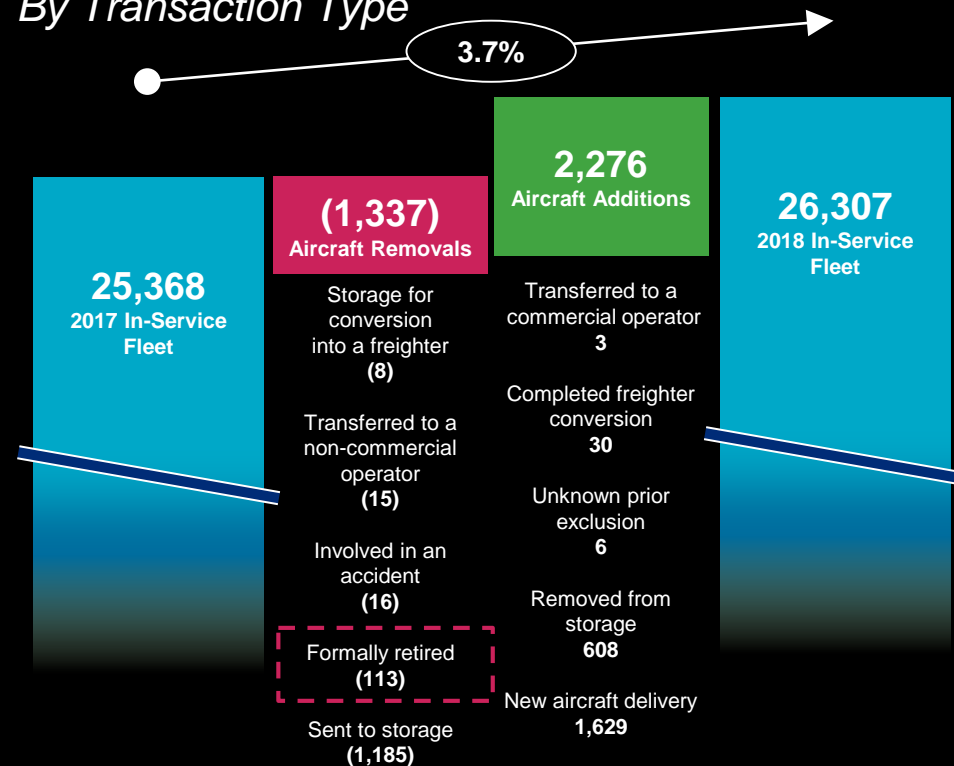 By Transaction Type
3.7%
25,368
2017 In-Service
Fleet
(1,337)
Aircraft Removals
Storage for
conversion
into a freighter
(8)
Transferred to a
non-commercial
operator
(15)
Involved in an
accident
(16)
Formally retired
(113)
Sent to storage
(1,185)
2,276
Aircraft Additions
Transferred to a
commercial operator
3
Completed freighter
conversion
30
Unknown prior
exclusion
6
Removed from
storage
608
New aircraft delivery
1,629
26,307
2018 In-Service
Fleet